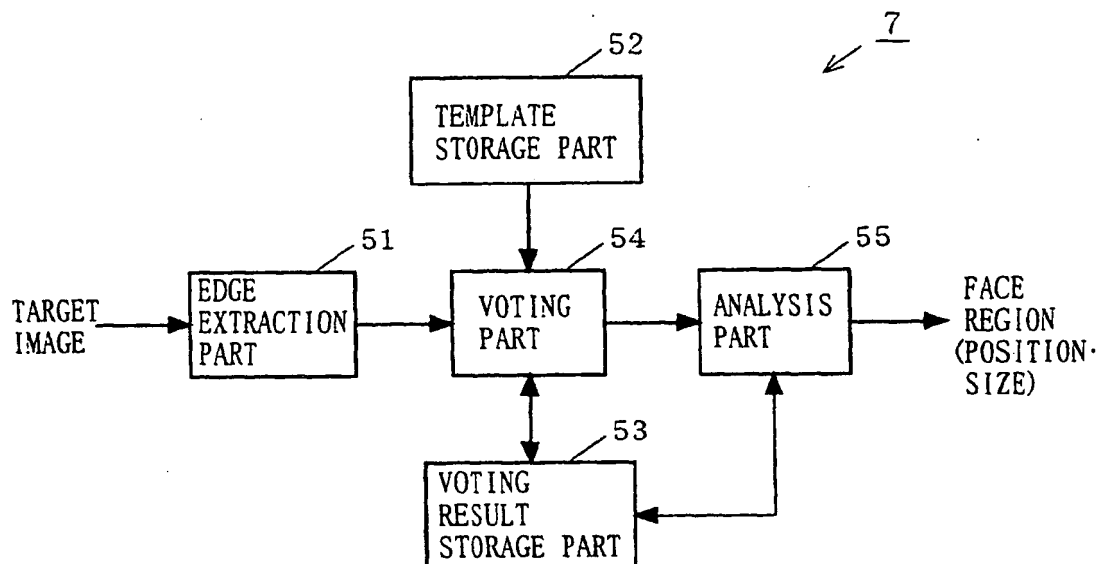 7
52
TEMPLATE
STORAGE PART
51
54
55
TARGET
IMAGE
EDGE
EXTRACTION
PART
VOTING
PART
ANALYSIS
PART
FACE
REGION
(POSITION·
SIZE)
53
VOTING
RESULT
STORAGE PART